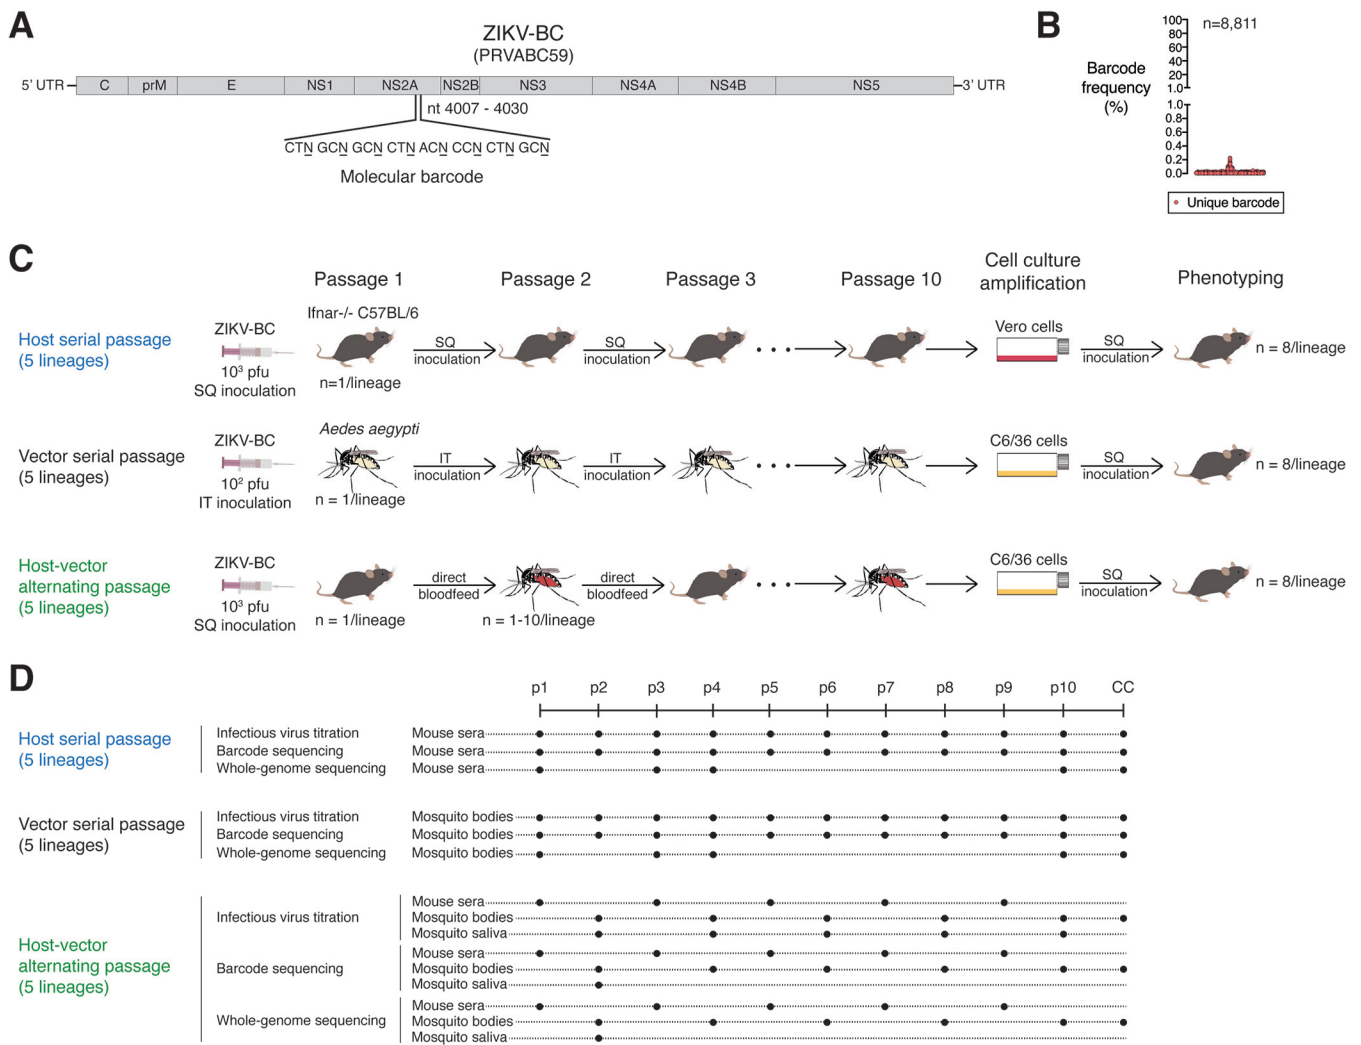 A
ZIKV-BC
(PRVABC59)
5' UTR
C
prM
E
NS1
NS2A
NS2B
NS3
NS4A
NS4B
NS5
3' UTR
nt 4007 - 4030
CTN GCN GCN CTN ACN CCN CTN GCN
Molecular barcode
B
n=8,811
Barcode
frequency
(%)
100
80
60
40
20
1.0
1.0
0.8
0.6
0.4
0.2
0.0
Unique barcode
C
Passage 1
Passage 2
Passage 3
Passage 10
Cell culture
amplification
Phenotyping
Host serial passage
(5 lineages)
ZIKV-BC
10³ pfu
SQ inoculation
Ifnar-/- C57BL/6
n=1/lineage
SQ
inoculation
SQ
inoculation
Vero cells
SQ
inoculation
n = 8/lineage
Vector serial passage
(5 lineages)
ZIKV-BC
10² pfu
IT inoculation
Aedes aegypti
n = 1/lineage
IT
inoculation
IT
inoculation
C6/36 cells
SQ
inoculation
n = 8/lineage
Host-vector
alternating passage
(5 lineages)
ZIKV-BC
10³ pfu
SQ inoculation
n = 1/lineage
direct
bloodfeed
n = 1-10/lineage
direct
bloodfeed
C6/36 cells
SQ
inoculation
n = 8/lineage
D
p1 p2 p3 p4 p5 p6 p7 p8 p9 p10 CC
Host serial passage
(5 lineages)
Infectious virus titration Mouse sera
Barcode sequencing Mouse sera
Whole-genome sequencing Mouse sera
Vector serial passage
(5 lineages)
Infectious virus titration Mosquito bodies
Barcode sequencing Mosquito bodies
Whole-genome sequencing Mosquito bodies
Host-vector
alternating passage
(5 lineages)
Infectious virus titration
Mouse sera
Mosquito bodies
Mosquito saliva
Barcode sequencing
Mouse sera
Mosquito bodies
Mosquito saliva
Whole-genome sequencing
Mouse sera
Mosquito bodies
Mosquito saliva